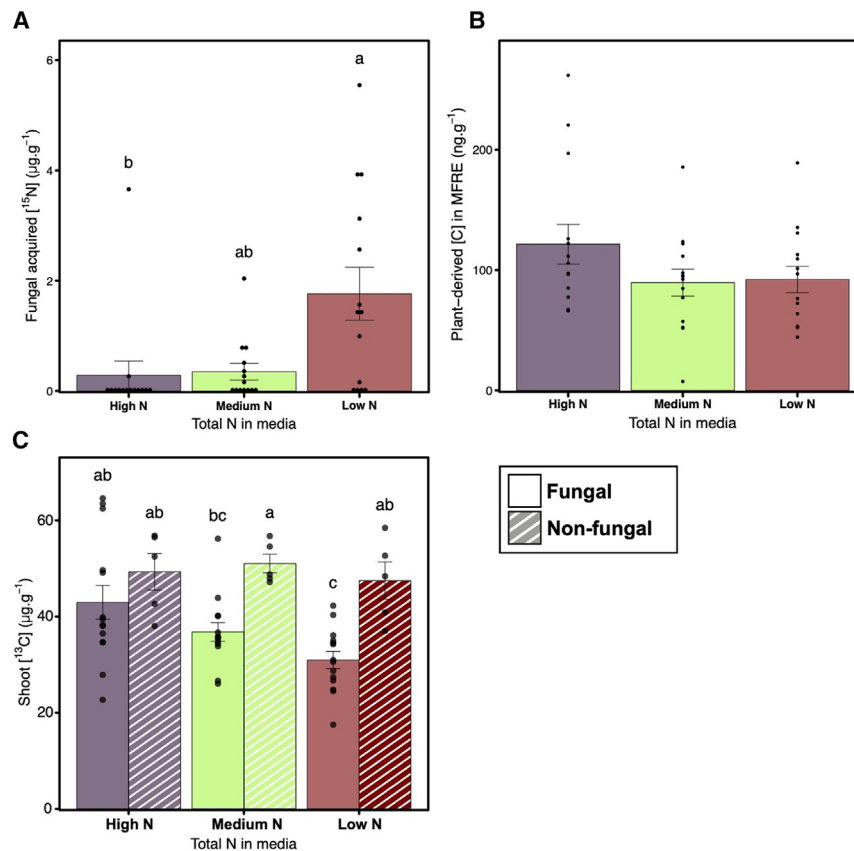 A
Fungal acquired [¹⁵N] (µg.g⁻¹)
6
4
2
0
b
ab
a
High N
Medium N
Low N
Total N in media
B
Plant−derived [C] in MFRE (ng.g⁻¹)
200
100
0
High N
Medium N
Low N
Total N in media
C
Shoot [¹³C] (µg.g⁻¹)
60
40
20
0
ab
ab
bc
a
c
ab
High N
Medium N
Low N
Total N in media
Fungal
Non-fungal